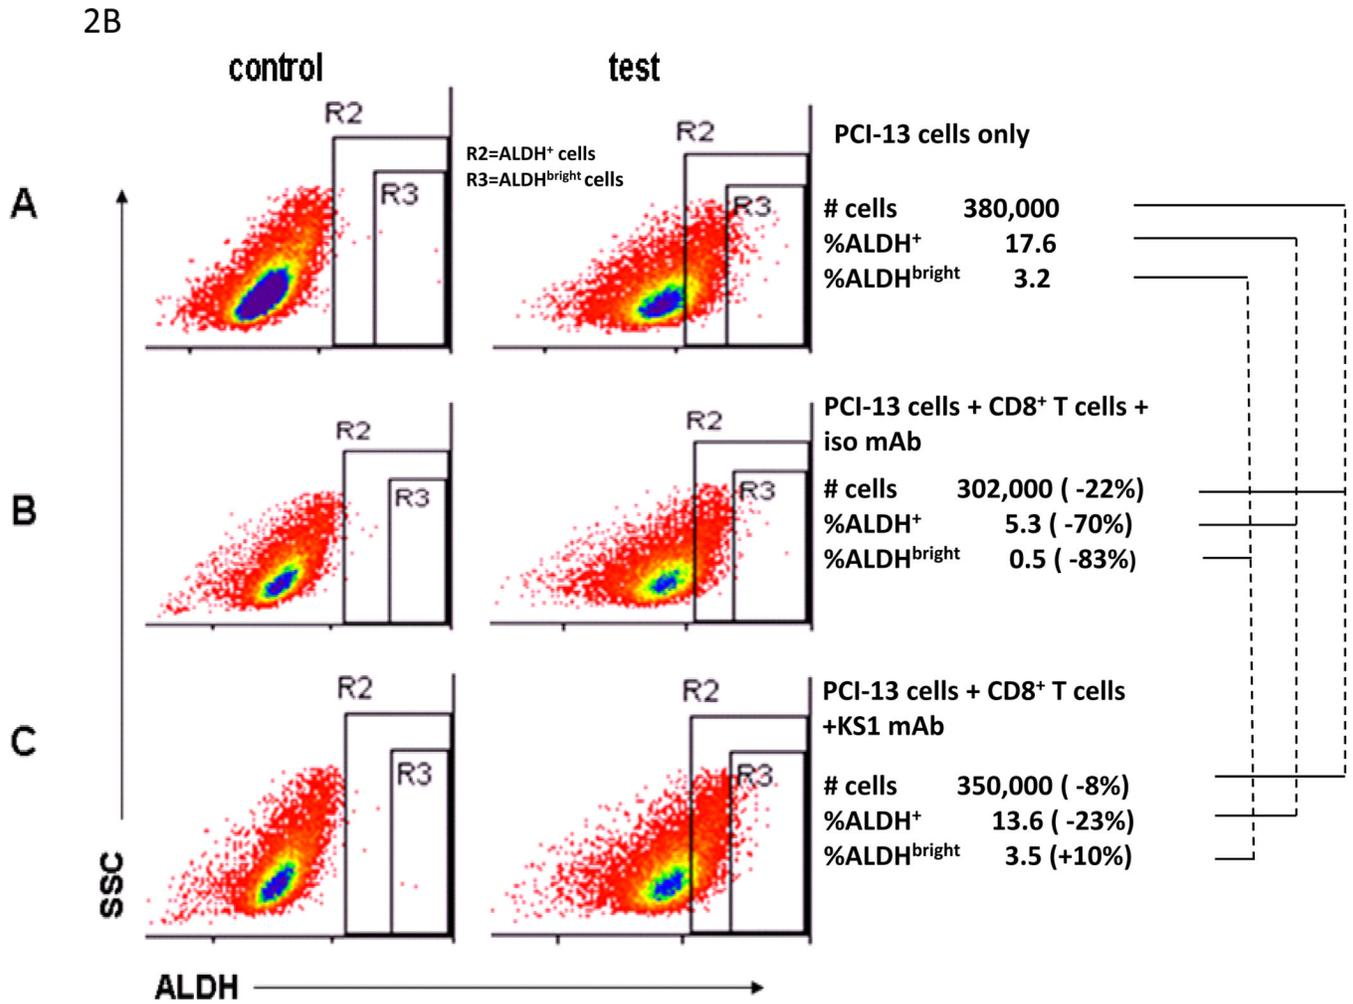 2B
control
test
R2
R3
R2=ALDH⁺ cells
R3=ALDHbright cells
R2
R3
PCI-13 cells only
A
# cells 380,000
%ALDH⁺ 17.6
%ALDHbright 3.2
R2
R3
R2
R3
PCI-13 cells + CD8⁺ T cells +
iso mAb
B
# cells 302,000 ( -22%)
%ALDH⁺ 5.3 ( -70%)
%ALDHbright 0.5 ( -83%)
R2
R3
R2
R3
PCI-13 cells + CD8⁺ T cells
+KS1 mAb
C
# cells 350,000 ( -8%)
%ALDH⁺ 13.6 ( -23%)
%ALDHbright 3.5 (+10%)
SSC
ALDH